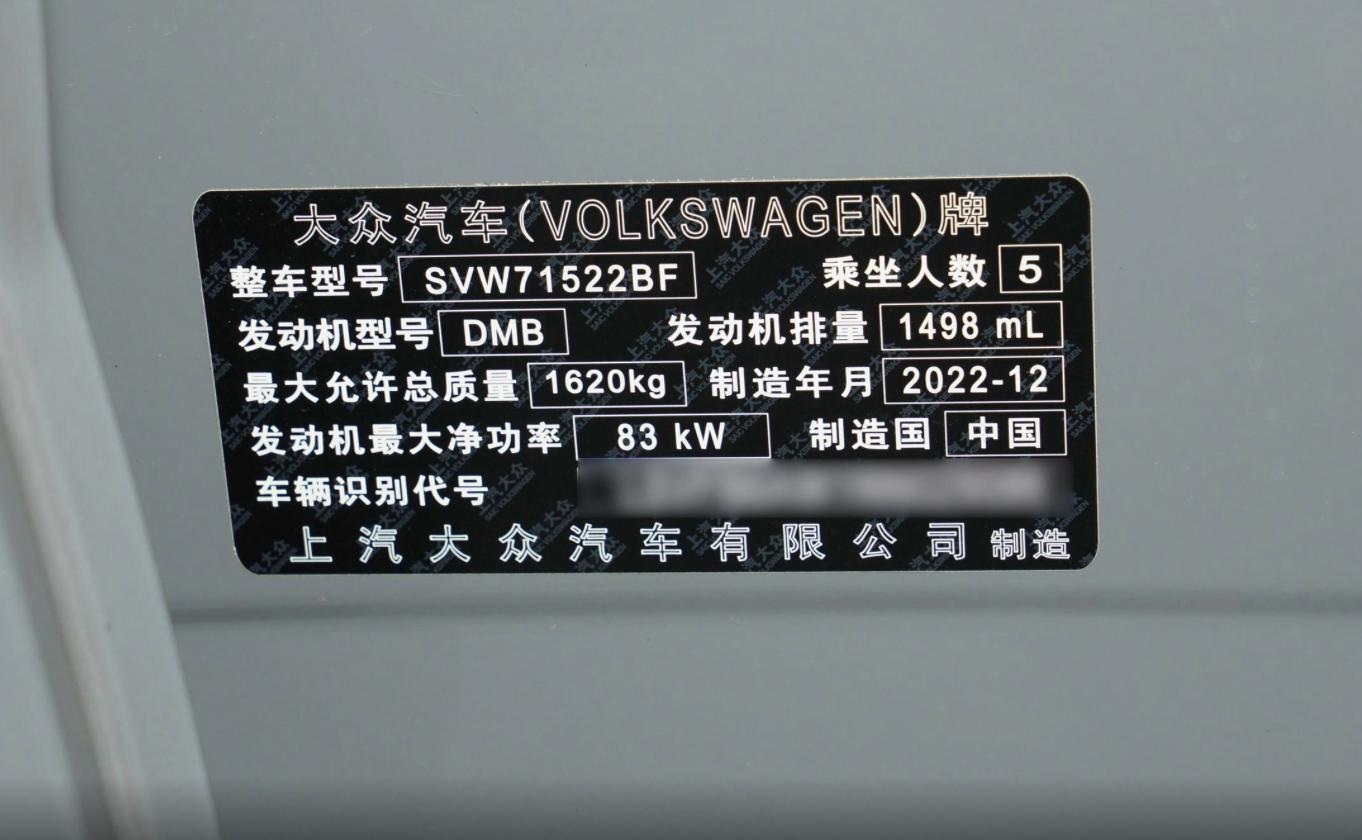 大众汽车(VOLKSWAGEN)牌
整车型号 SVW71522BF 乘坐人数 5
发动机型号 DMB 发动机排量 1498 mL
最大允许总质量 1620kg 制造年月 2022-12
发动机最大净功率 83 kW 制造国 中国
车辆识别代号
上汽大众汽车有限公司 制造